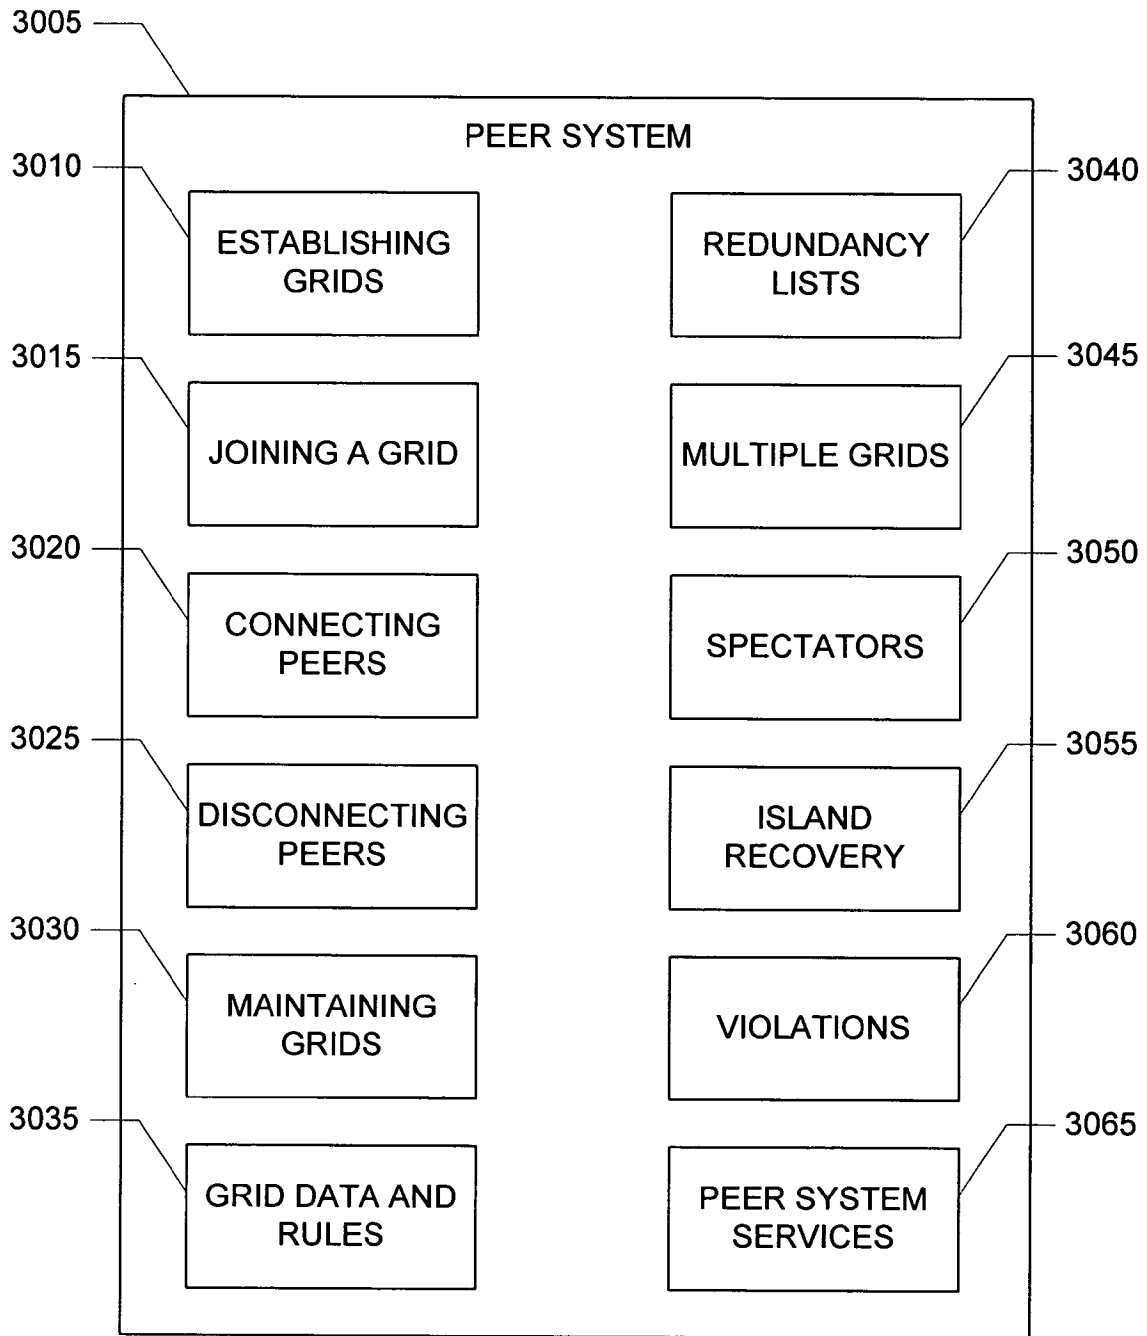 3005
PEER SYSTEM
3010
ESTABLISHING
GRIDS
3015
JOINING A GRID
3020
CONNECTING
PEERS
3025
DISCONNECTING
PEERS
3030
MAINTAINING
GRIDS
3035
GRID DATA AND
RULES
3040
REDUNDANCY
LISTS
3045
MULTIPLE GRIDS
3050
SPECTATORS
3055
ISLAND
RECOVERY
3060
VIOLATIONS
3065
PEER SYSTEM
SERVICES